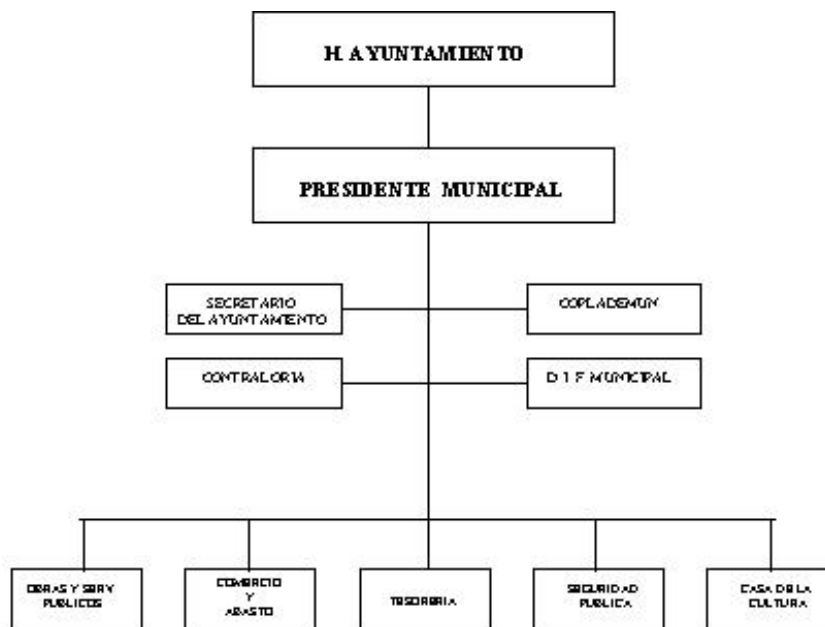 H. AYUNTAMIENTO
PRESIDENTE MUNICIPAL
SECRETARIO
DEL AYUNTAMIENTO
COPLADEMUN
CONTRALORIA
D I F MUNICIPAL
OBRAS Y SERV
PUBLICOS
COMERCIO
Y
ABASTO
TESORERIA
SEGURIDAD
PUBLICA
CASA DE LA
CULTURA